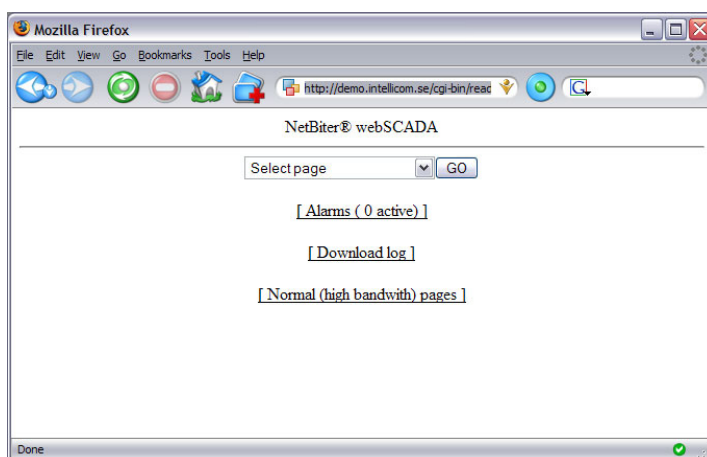 Mozilla Firefox
File Edit View Go Bookmarks Tools Help
http://demo.intellicom.se/cgi-bin/read G
NetBiter® webSCADA
Select page GO
[ Alarms ( 0 active) ]
[ Download log ]
[ Normal (high bandwith) pages ]
Done